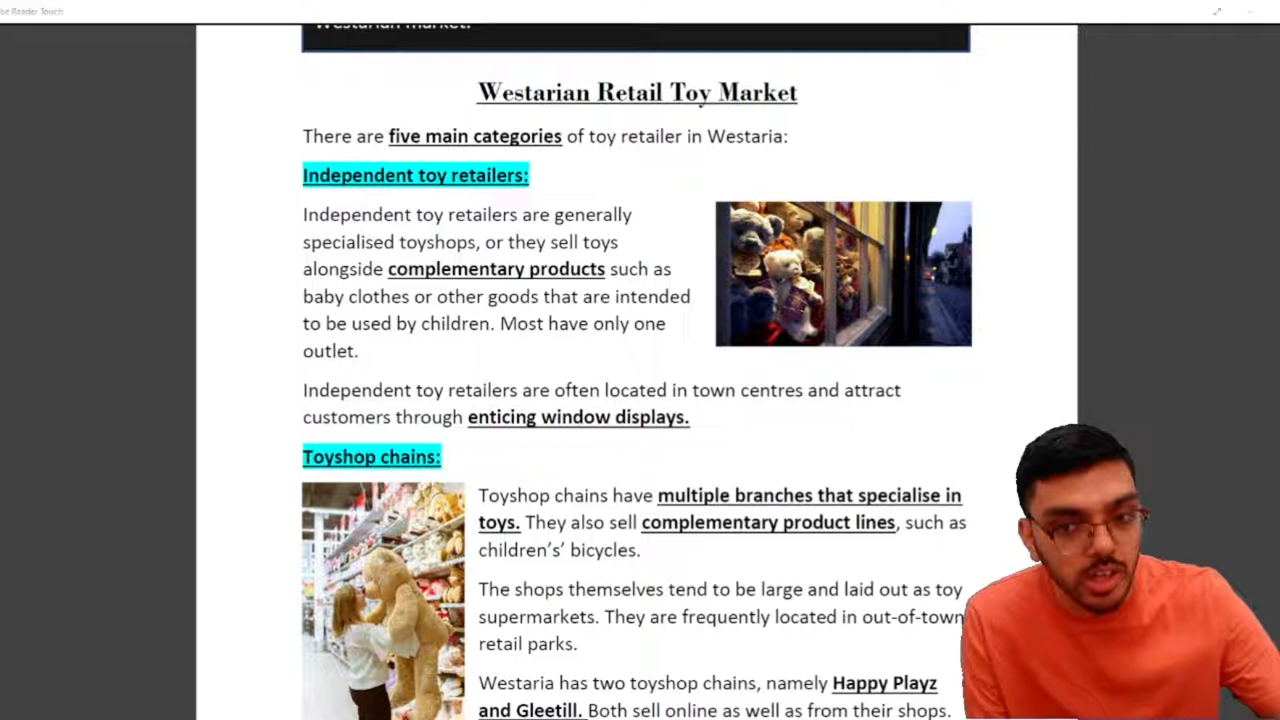 be Reader Touch
Westarian market.
Westarian Retail Toy Market
There are five main categories of toy retailer in Westaria:
Independent toy retailers:
Independent toy retailers are generally
specialised toyshops, or they sell toys
alongside complementary products such as
baby clothes or other goods that are intended
to be used by children. Most have only one
outlet.
Independent toy retailers are often located in town centres and attract
customers through enticing window displays.
Toyshop chains:
Toyshop chains have multiple branches that specialise in
toys. They also sell complementary product lines, such as
children’s’ bicycles.
The shops themselves tend to be large and laid out as toy
supermarkets. They are frequently located in out-of-town
retail parks.
Westaria has two toyshop chains, namely Happy Playz
and Gleetill. Both sell online as well as from their shops.